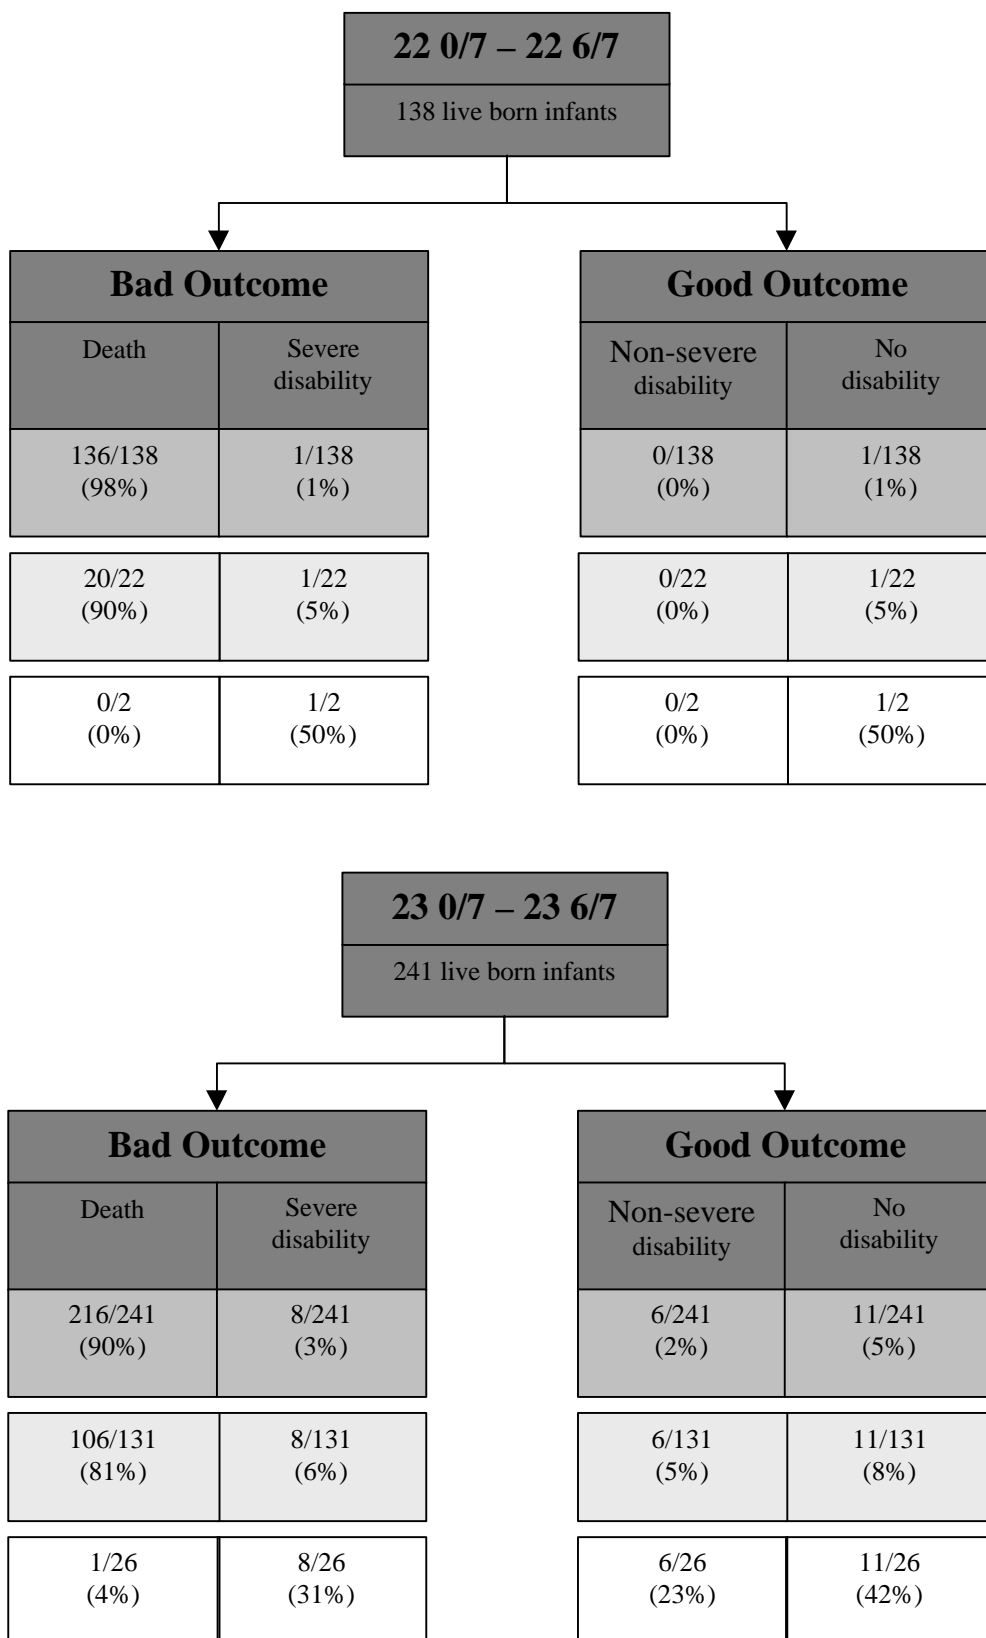 22 0/7 – 22 6/7
138 live born infants
Bad Outcome
Good Outcome
Death
Severe
disability
Non-severe
disability
No
disability
136/138
(98%)
1/138
(1%)
0/138
(0%)
1/138
(1%)
20/22
(90%)
1/22
(5%)
0/22
(0%)
1/22
(5%)
0/2
(0%)
1/2
(50%)
0/2
(0%)
1/2
(50%)
23 0/7 – 23 6/7
241 live born infants
Bad Outcome
Good Outcome
Death
Severe
disability
Non-severe
disability
No
disability
216/241
(90%)
8/241
(3%)
6/241
(2%)
11/241
(5%)
106/131
(81%)
8/131
(6%)
6/131
(5%)
11/131
(8%)
1/26
(4%)
8/26
(31%)
6/26
(23%)
11/26
(42%)